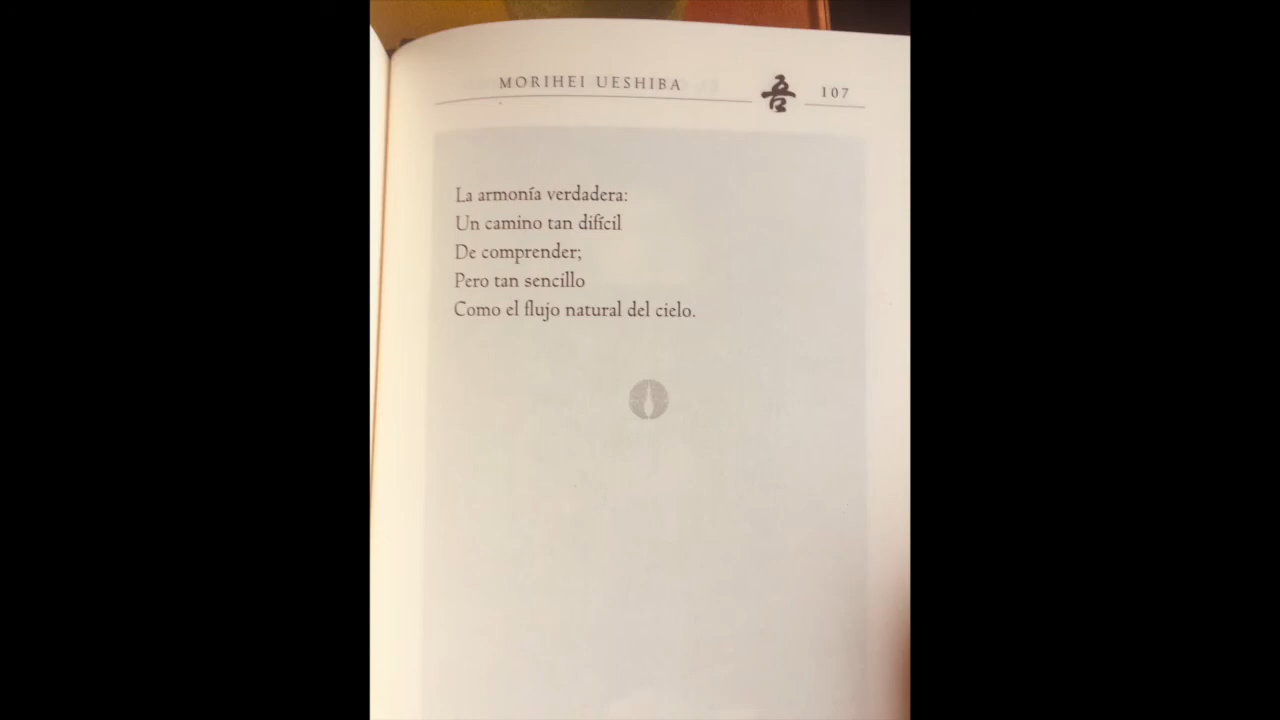 MORIHEI UESHIBA 吾 107
La armonía verdadera:
Un camino tan difícil
De comprender;
Pero tan sencillo
Como el flujo natural del cielo.